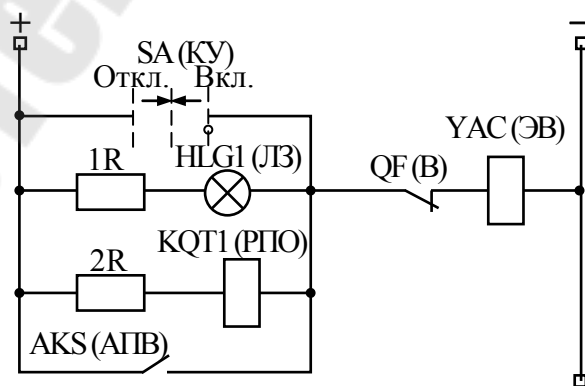 + −
SA (КУ)
Откл. Вкл.
YAC (ЭВ)
1R HLG1 (ЛЗ) QF (В)
KQT1 (РПО)
2R
AKS (АПВ)